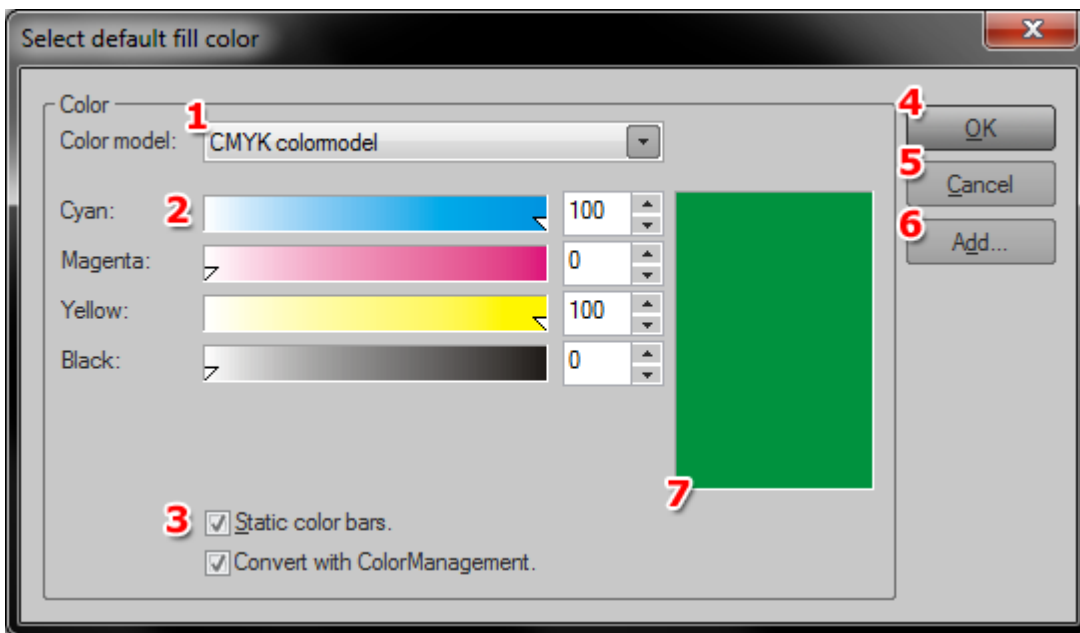 Select default fill color
Color
1
Color model: CMYK colormodel
4
OK
5
Cancel
6
Add...
Cyan: 2 100
Magenta: 0
Yellow: 100
Black: 0
7
3 Static color bars.
Convert with ColorManagement.